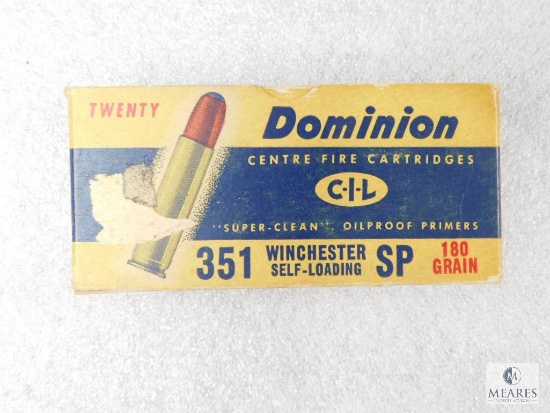 TWENTY
Dominion
CENTRE FIRE CARTRIDGES
C-I-L
"SUPER-CLEAN" OILPROOF PRIMERS
351 WINCHESTER SELF-LOADING SP 180 GRAIN
MEARES